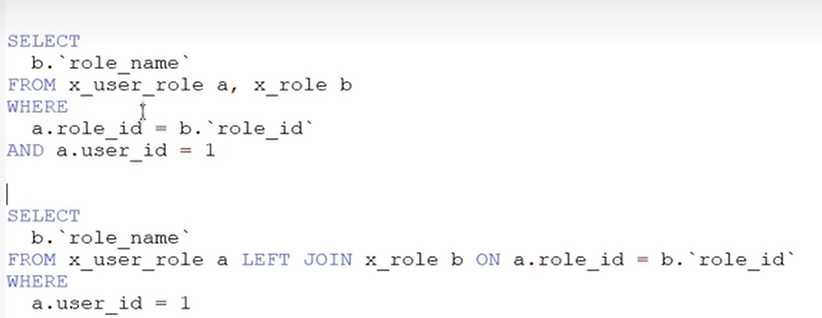 SELECT
b.`role_name`
FROM x_user_role a, x_role b
WHERE
a.role_id = b.`role_id`
AND a.user_id = 1
SELECT
b.`role_name`
FROM x_user_role a LEFT JOIN x_role b ON a.role_id = b.`role_id`
WHERE
a.user_id = 1